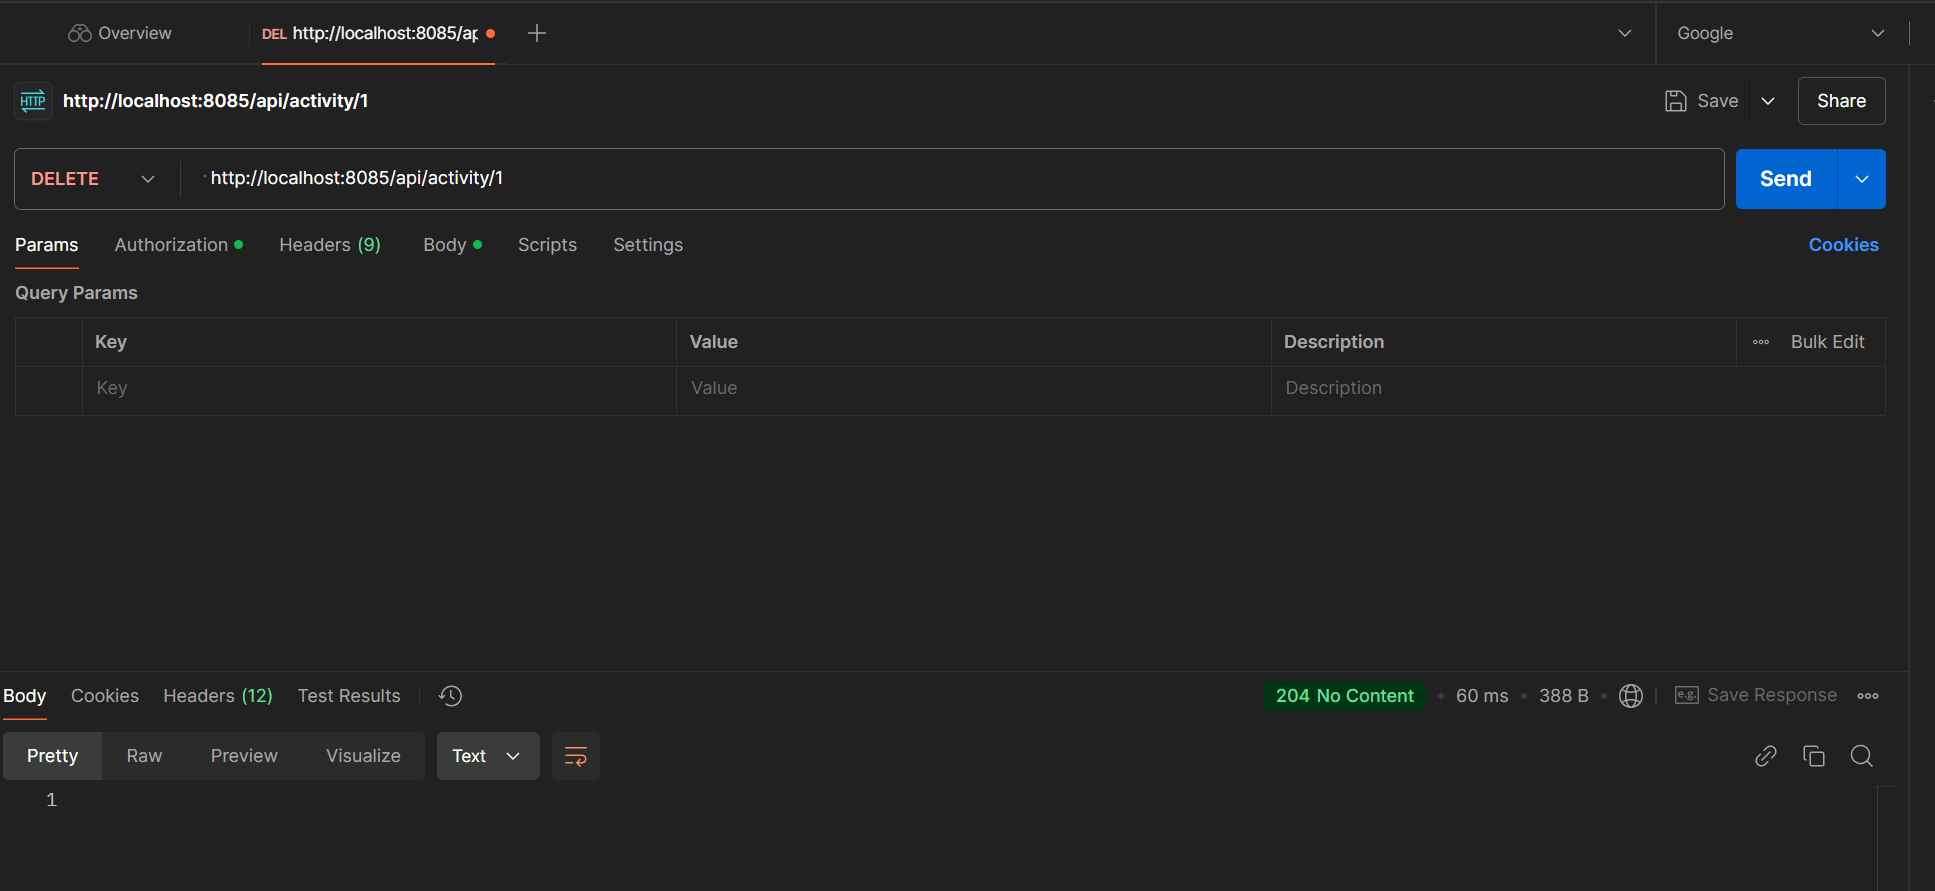 Overview
DEL http://localhost:8085/ap
Google
HTTP
http://localhost:8085/api/activity/1
Save
Share
DELETE
http://localhost:8085/api/activity/1
Send
Params Authorization Headers (9) Body Scripts Settings
Cookies
Query Params
Key Value Description Bulk Edit
Key Value Description
Body Cookies Headers (12) Test Results
204 No Content 60 ms 388 B e.g. Save Response
Pretty Raw Preview Visualize Text
1